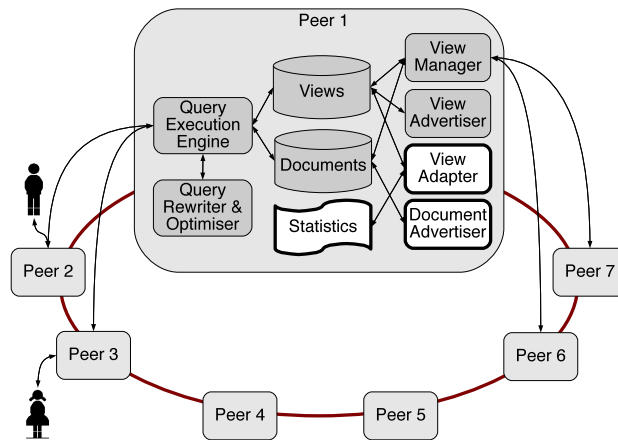 Peer 1
View
Manager
Views
Query
Execution
Engine
View
Advertiser
Documents
View
Adapter
Query
Rewriter &
Optimiser
Statistics
Document
Advertiser
Peer 2
Peer 7
Peer 3
Peer 6
Peer 4
Peer 5